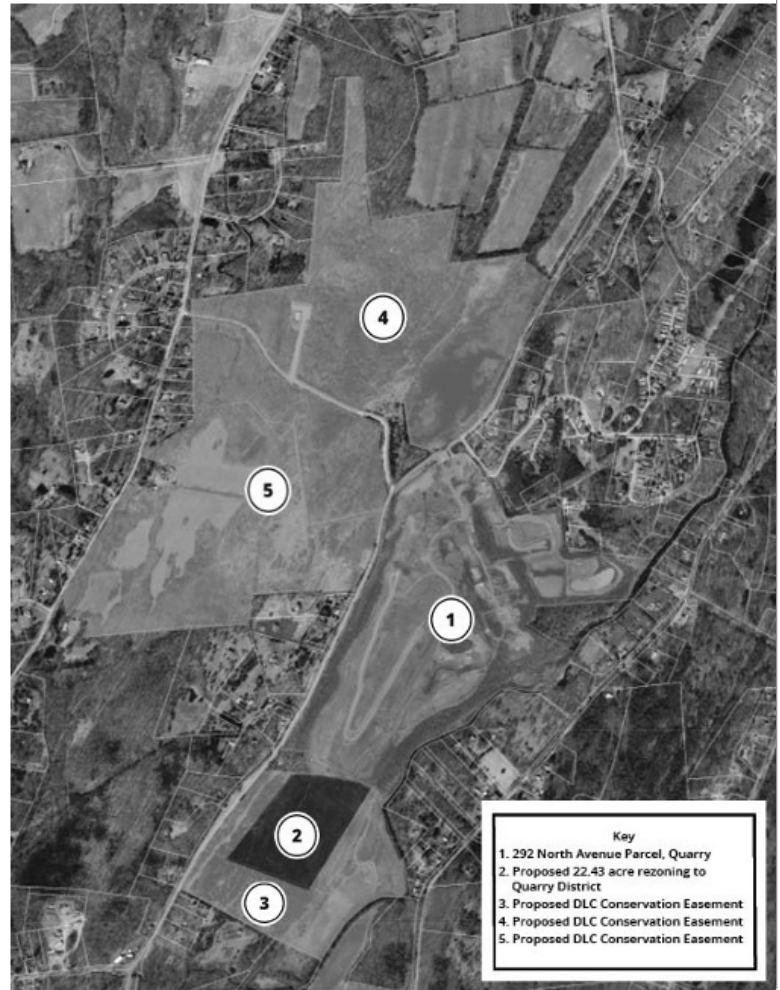 4
5
1
2
3
Key
1. 292 North Avenue Parcel, Quarry
2. Proposed 22.43 acre rezoning to
Quarry District
3. Proposed DLC Conservation Easement
4. Proposed DLC Conservation Easement
5. Proposed DLC Conservation Easement